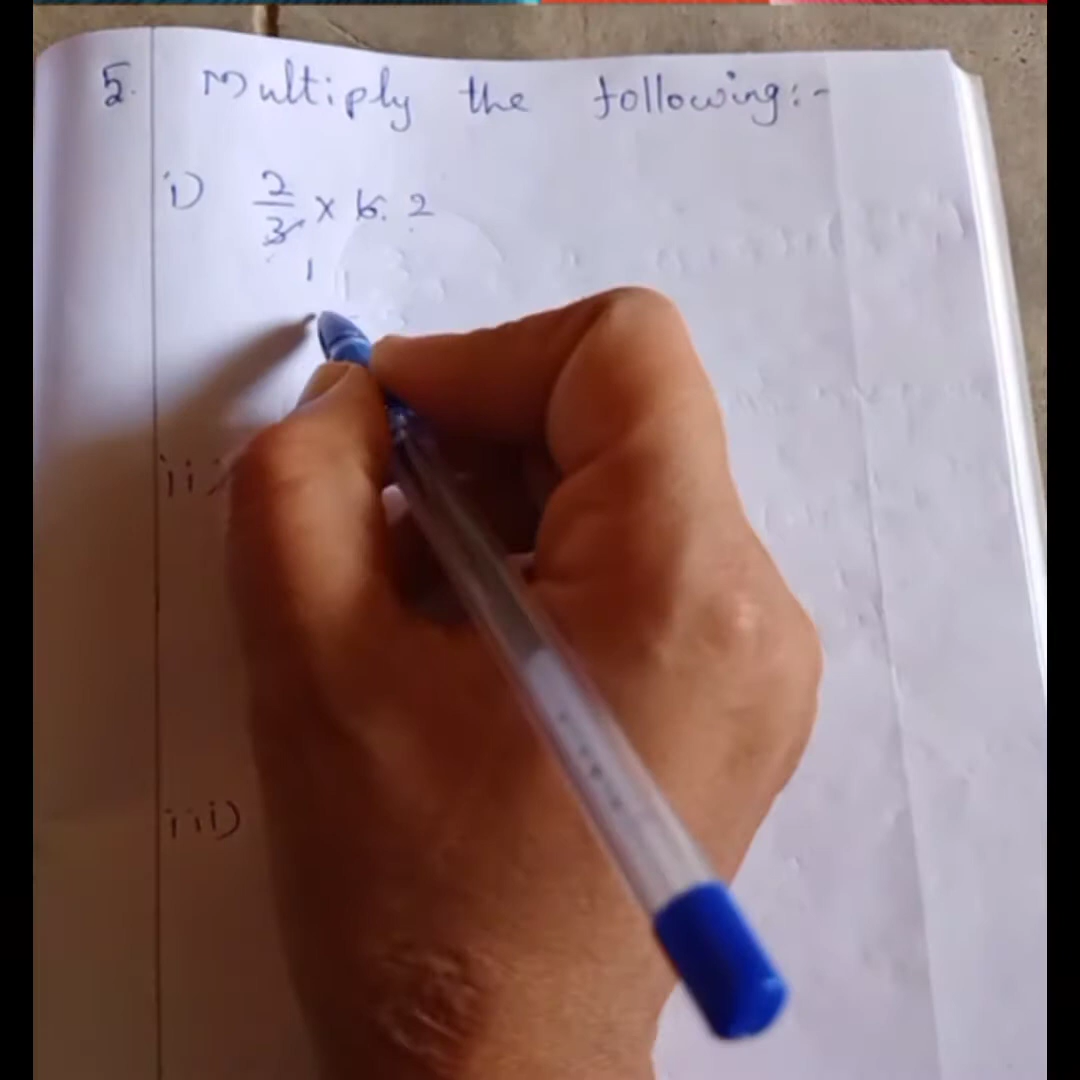 5. Multiply the following:-
i) 2/3 × 6. 2
1
ii)
iii)